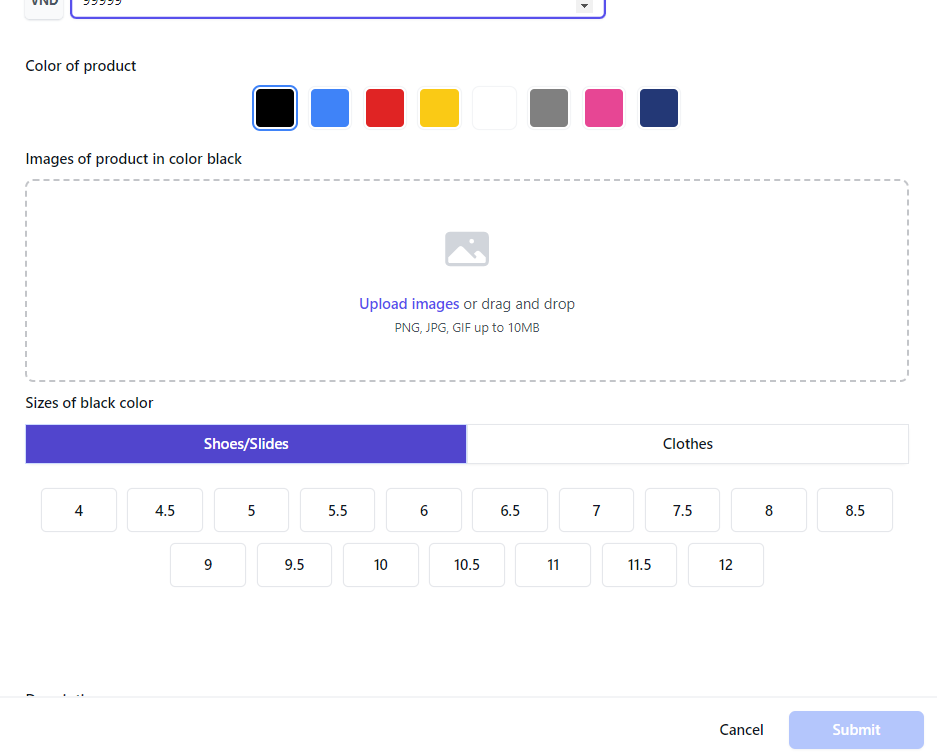 VND 99999
Color of product
Images of product in color black
Upload images or drag and drop
PNG, JPG, GIF up to 10MB
Sizes of black color
Shoes/Slides Clothes
4 4.5 5 5.5 6 6.5 7 7.5 8 8.5
9 9.5 10 10.5 11 11.5 12
Cancel Submit